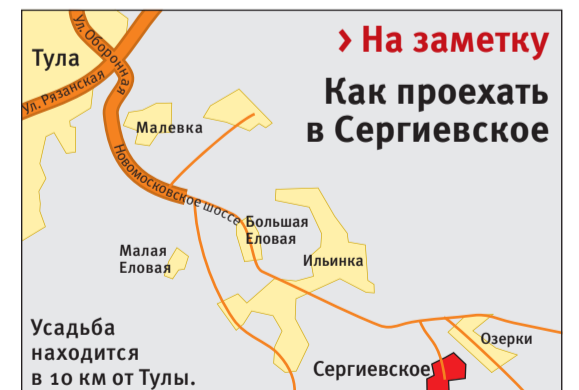 > На заметку
Как проехать
в Сергиевское
Тула
ул. Оборонная
ул. Рязанская
Малевка
Новомосковское шоссе
Большая
Еловая
Малая
Еловая
Ильинка
Озерки
Сергиевское
Усадьба
находится
в 10 км от Тулы.